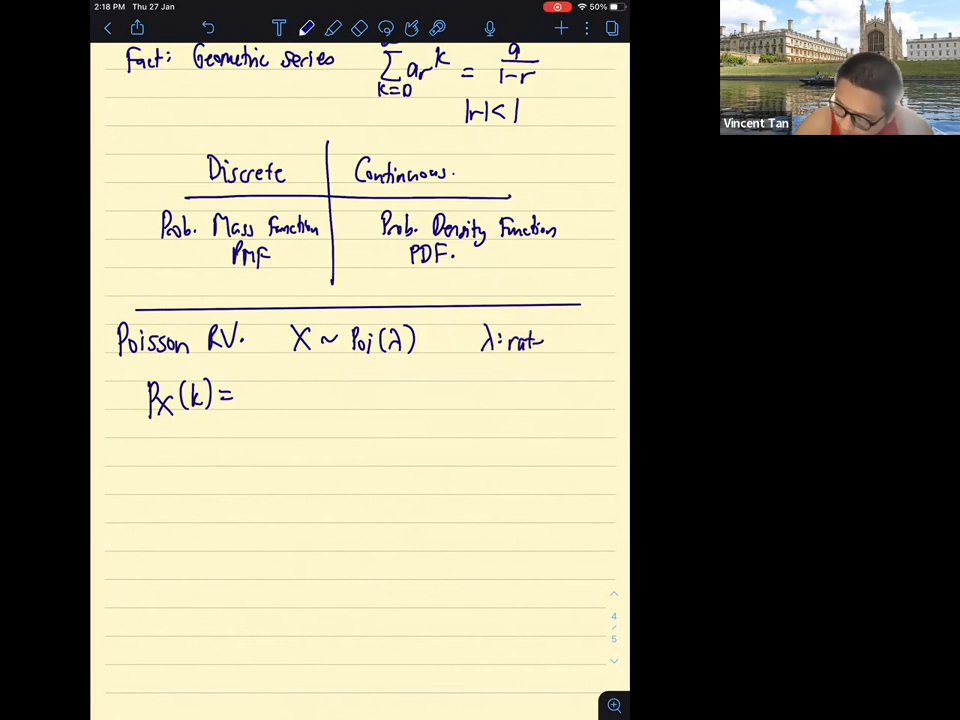 2:18 PM Thu 27 Jan
50%
Fact: Geometric series
∑ ar^k = a/(1-r)
k=0
|r|<1
Discrete | Continuous.
Prob. Mass Function
PMF
Prob. Density Function
PDF.
Poisson RV. X ~ Poi(λ) λ: rate
Px(k)=
4
5
Vincent Tan